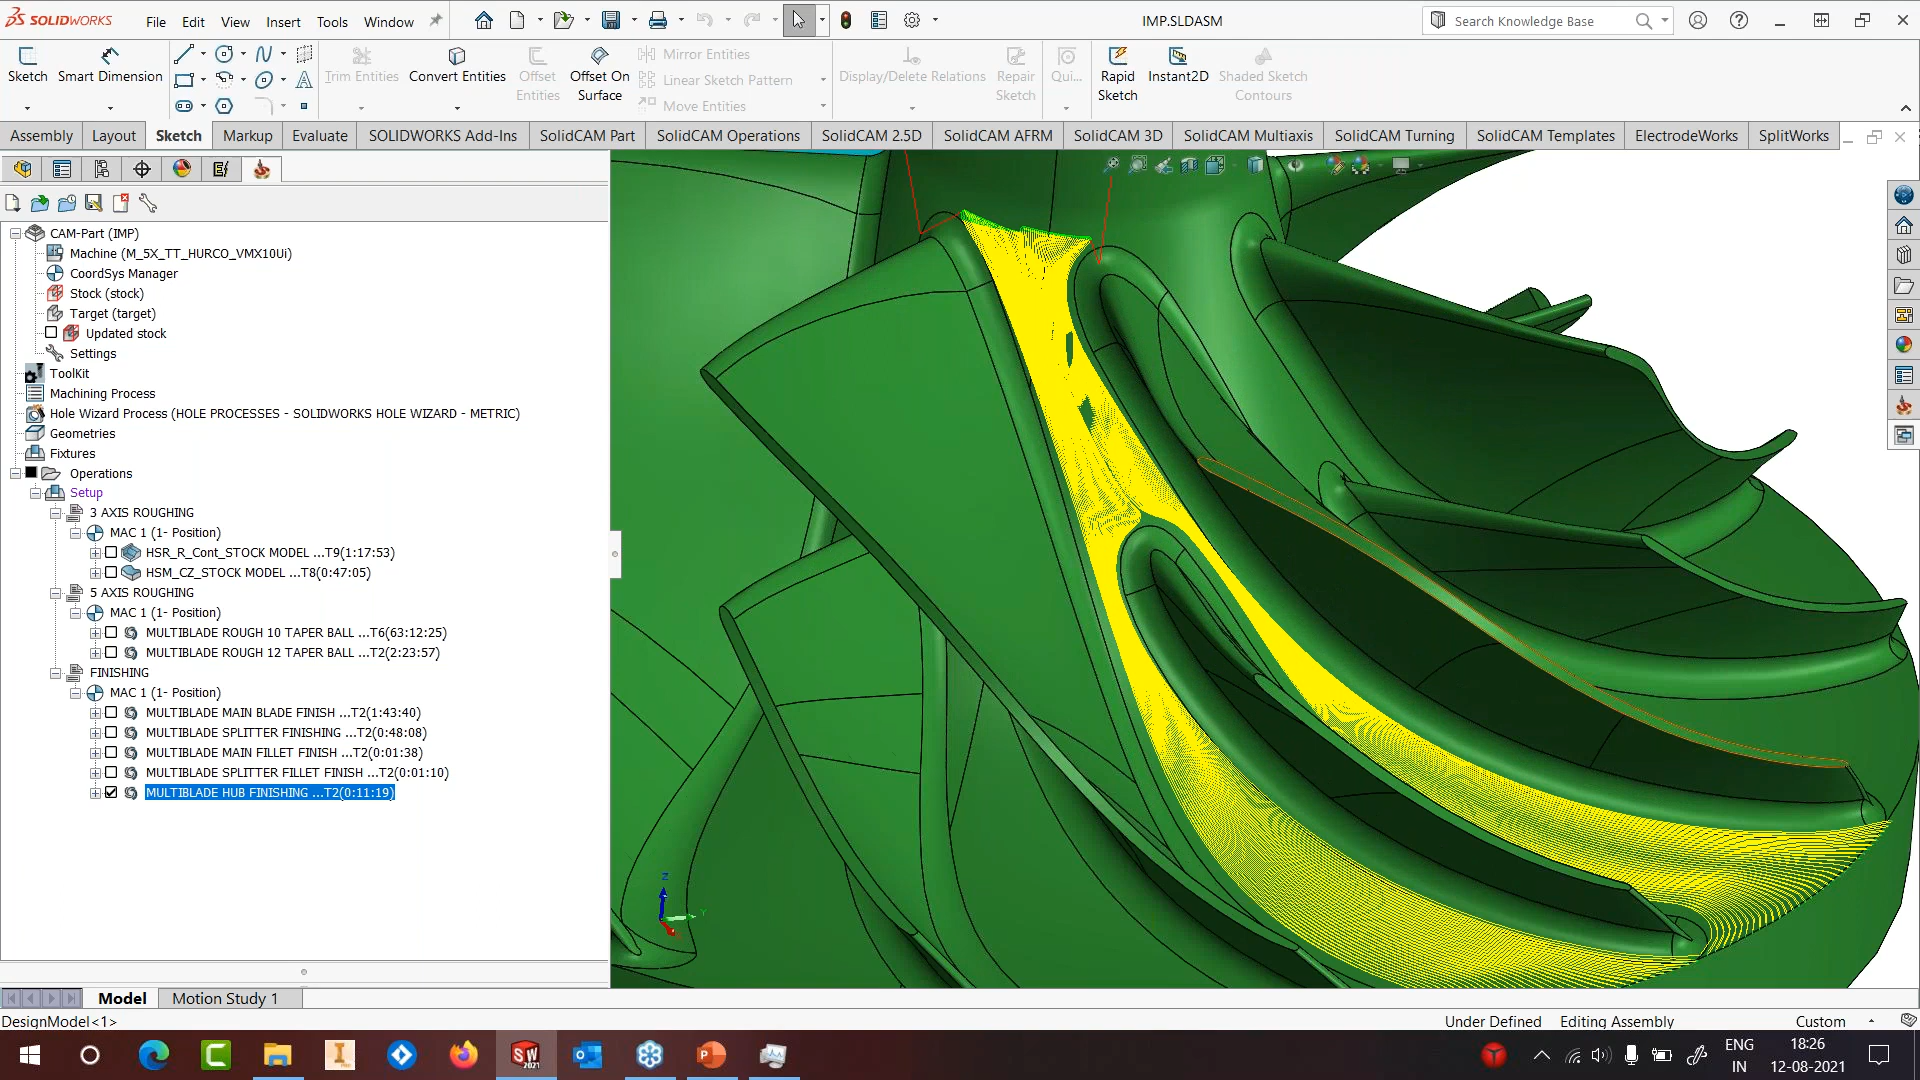 SOLIDWORKS File Edit View Insert Tools Window IMP.SLDASM Search Knowledge Base
Sketch Smart Dimension Trim Entities Convert Entities Offset Entities Offset On Surface Mirror Entities Linear Sketch Pattern Move Entities Display/Delete Relations Repair Sketch Qui... Rapid Sketch Instant2D Shaded Sketch Contours
Assembly Layout Sketch Markup Evaluate SOLIDWORKS Add-Ins SolidCAM Part SolidCAM Operations SolidCAM 2.5D SolidCAM AFRM SolidCAM 3D SolidCAM Multiaxis SolidCAM Turning SolidCAM Templates ElectrodeWorks SplitWorks
CAM-Part (IMP)
Machine (M_5X_TT_HURCO_VMX10Ui)
CoordSys Manager
Stock (stock)
Target (target)
Updated stock
Settings
ToolKit
Machining Process
Hole Wizard Process (HOLE PROCESSES - SOLIDWORKS HOLE WIZARD - METRIC)
Geometries
Fixtures
Operations
Setup
3 AXIS ROUGHING
MAC 1 (1- Position)
HSR_R_Cont_STOCK MODEL ...T9(1:17:53)
HSM_CZ_STOCK MODEL ...T8(0:47:05)
5 AXIS ROUGHING
MAC 1 (1- Position)
MULTIBLADE ROUGH 10 TAPER BALL ...T6(63:12:25)
MULTIBLADE ROUGH 12 TAPER BALL ...T2(2:23:57)
FINISHING
MAC 1 (1- Position)
MULTIBLADE MAIN BLADE FINISH ...T2(1:43:40)
MULTIBLADE SPLITTER FINISHING ...T2(0:48:08)
MULTIBLADE MAIN FILLET FINISH ...T2(0:01:38)
MULTIBLADE SPLITTER FILLET FINISH ...T2(0:01:10)
MULTIBLADE HUB FINISHING ...T2(0:11:19)
Z
Y
Model Motion Study 1
DesignModel<1> Under Defined Editing Assembly Custom
SW 2021
ENG 18:26
IN 12-08-2021